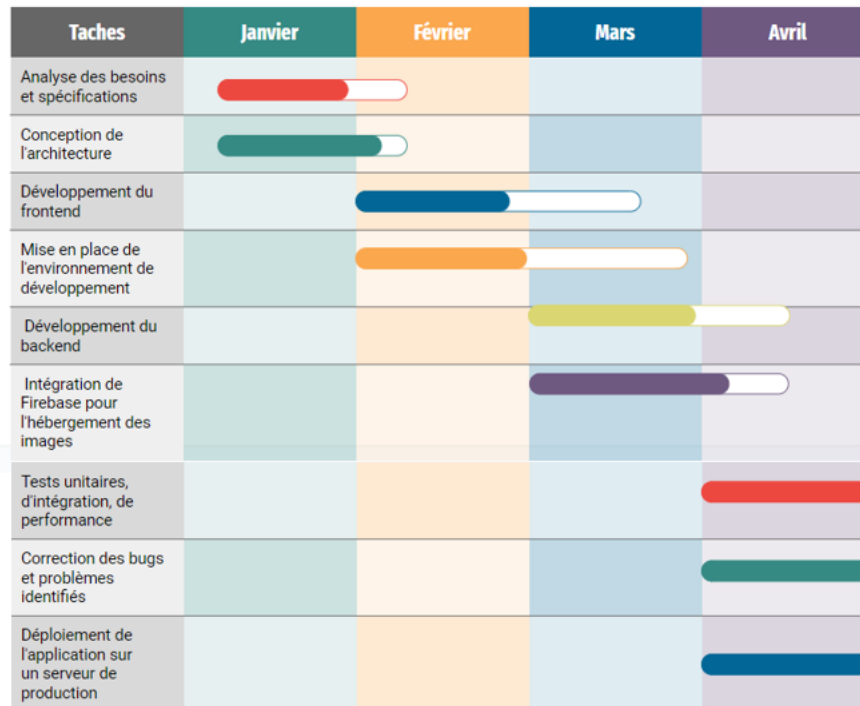 Taches Janvier Février Mars Avril
Analyse des besoins
et spécifications
Conception de
l'architecture
Développement du
frontend
Mise en place de
l'environnement de
développement
Développement du
backend
Intégration de
Firebase pour
l'hébergement des
images
Tests unitaires,
d'intégration, de
performance
Correction des bugs
et problèmes
identifiés
Déploiement de
l'application sur
un serveur de
production